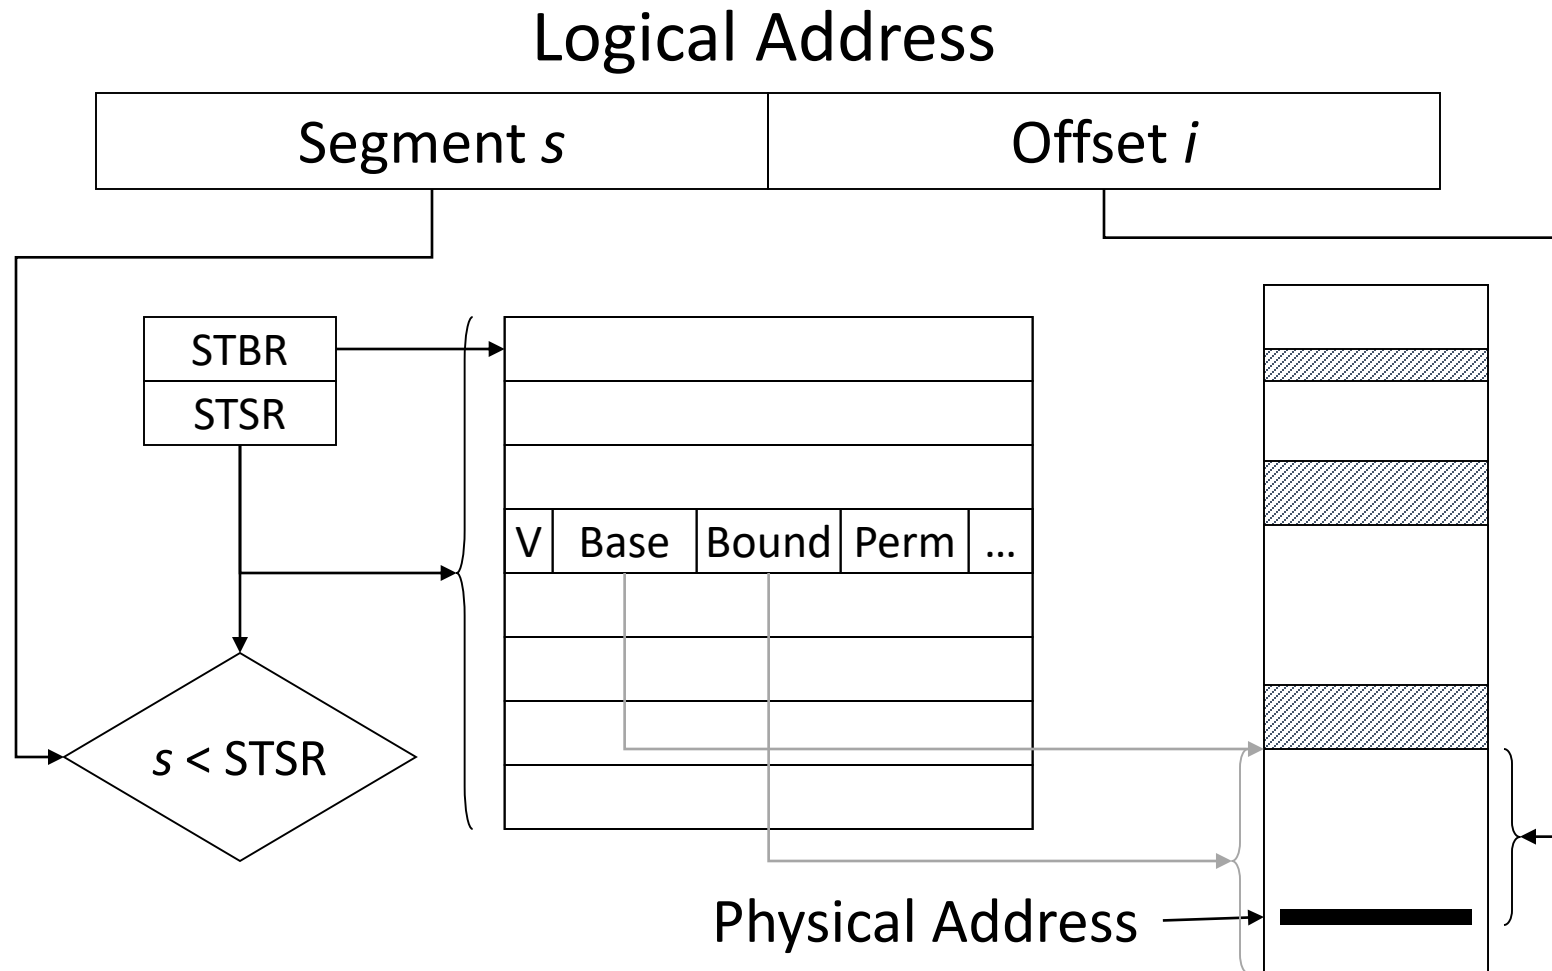 Logical Address
Segment s
Offset i
STBR
STSR
V
Base
Bound
Perm
...
s < STSR
Physical Address